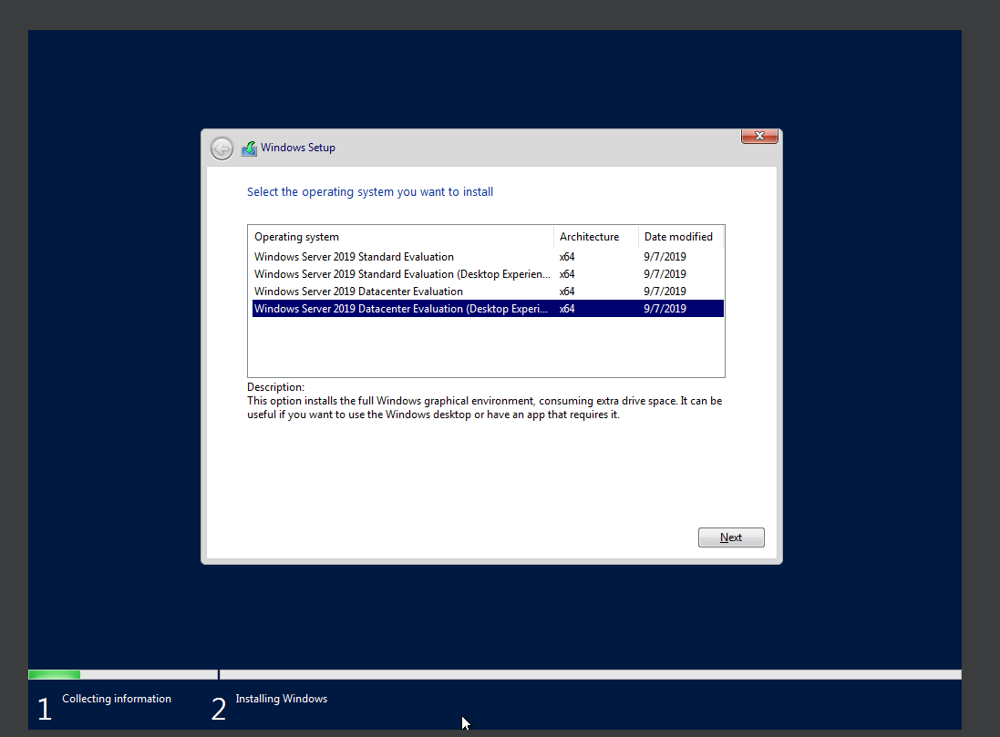 Windows Setup
Select the operating system you want to install
Operating system Architecture Date modified
Windows Server 2019 Standard Evaluation x64 9/7/2019
Windows Server 2019 Standard Evaluation (Desktop Experien... x64 9/7/2019
Windows Server 2019 Datacenter Evaluation x64 9/7/2019
Windows Server 2019 Datacenter Evaluation (Desktop Experi... x64 9/7/2019
Description:
This option installs the full Windows graphical environment, consuming extra drive space. It can be
useful if you want to use the Windows desktop or have an app that requires it.
Next
1 Collecting information 2 Installing Windows